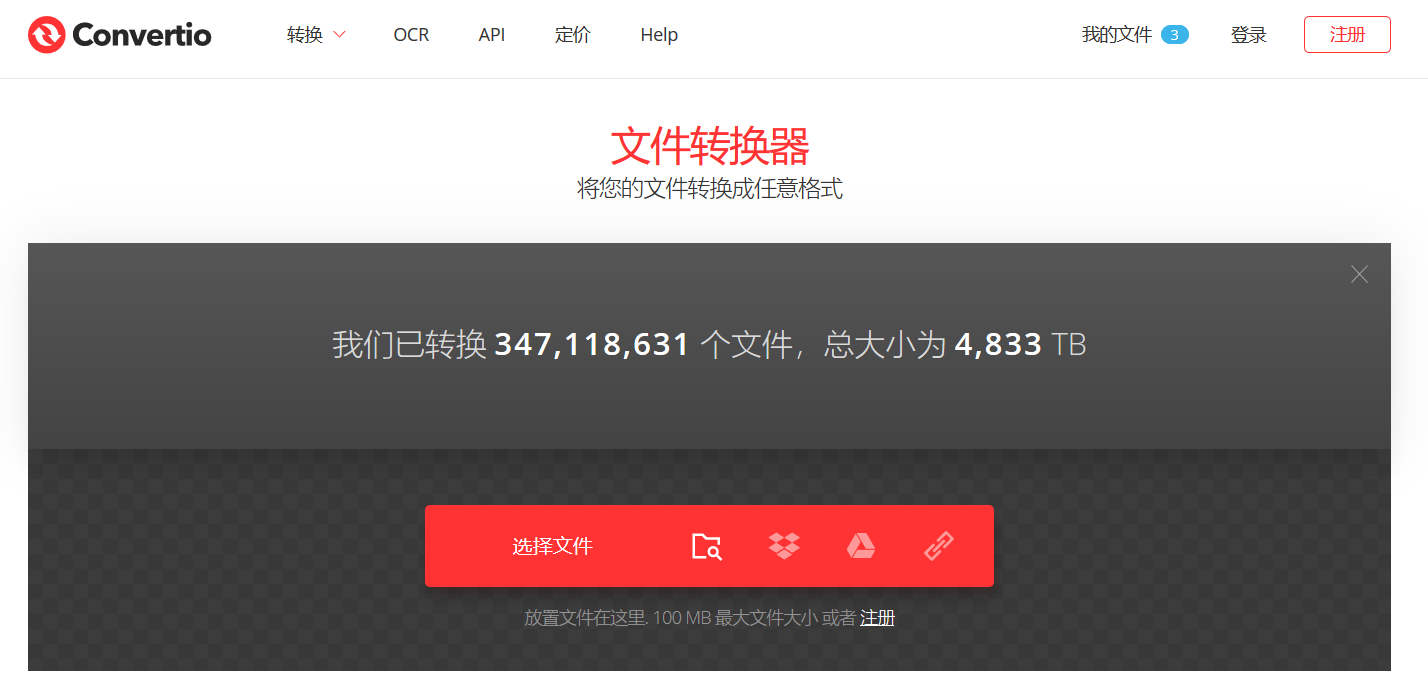 Convertio 转换 OCR API 定价 Help 我的文件 3 登录 注册
文件转换器
将您的文件转换成任意格式
我们已转换 347,118,631 个文件，总大小为 4,833 TB
选择文件
放置文件在这里. 100 MB 最大文件大小 或者 注册